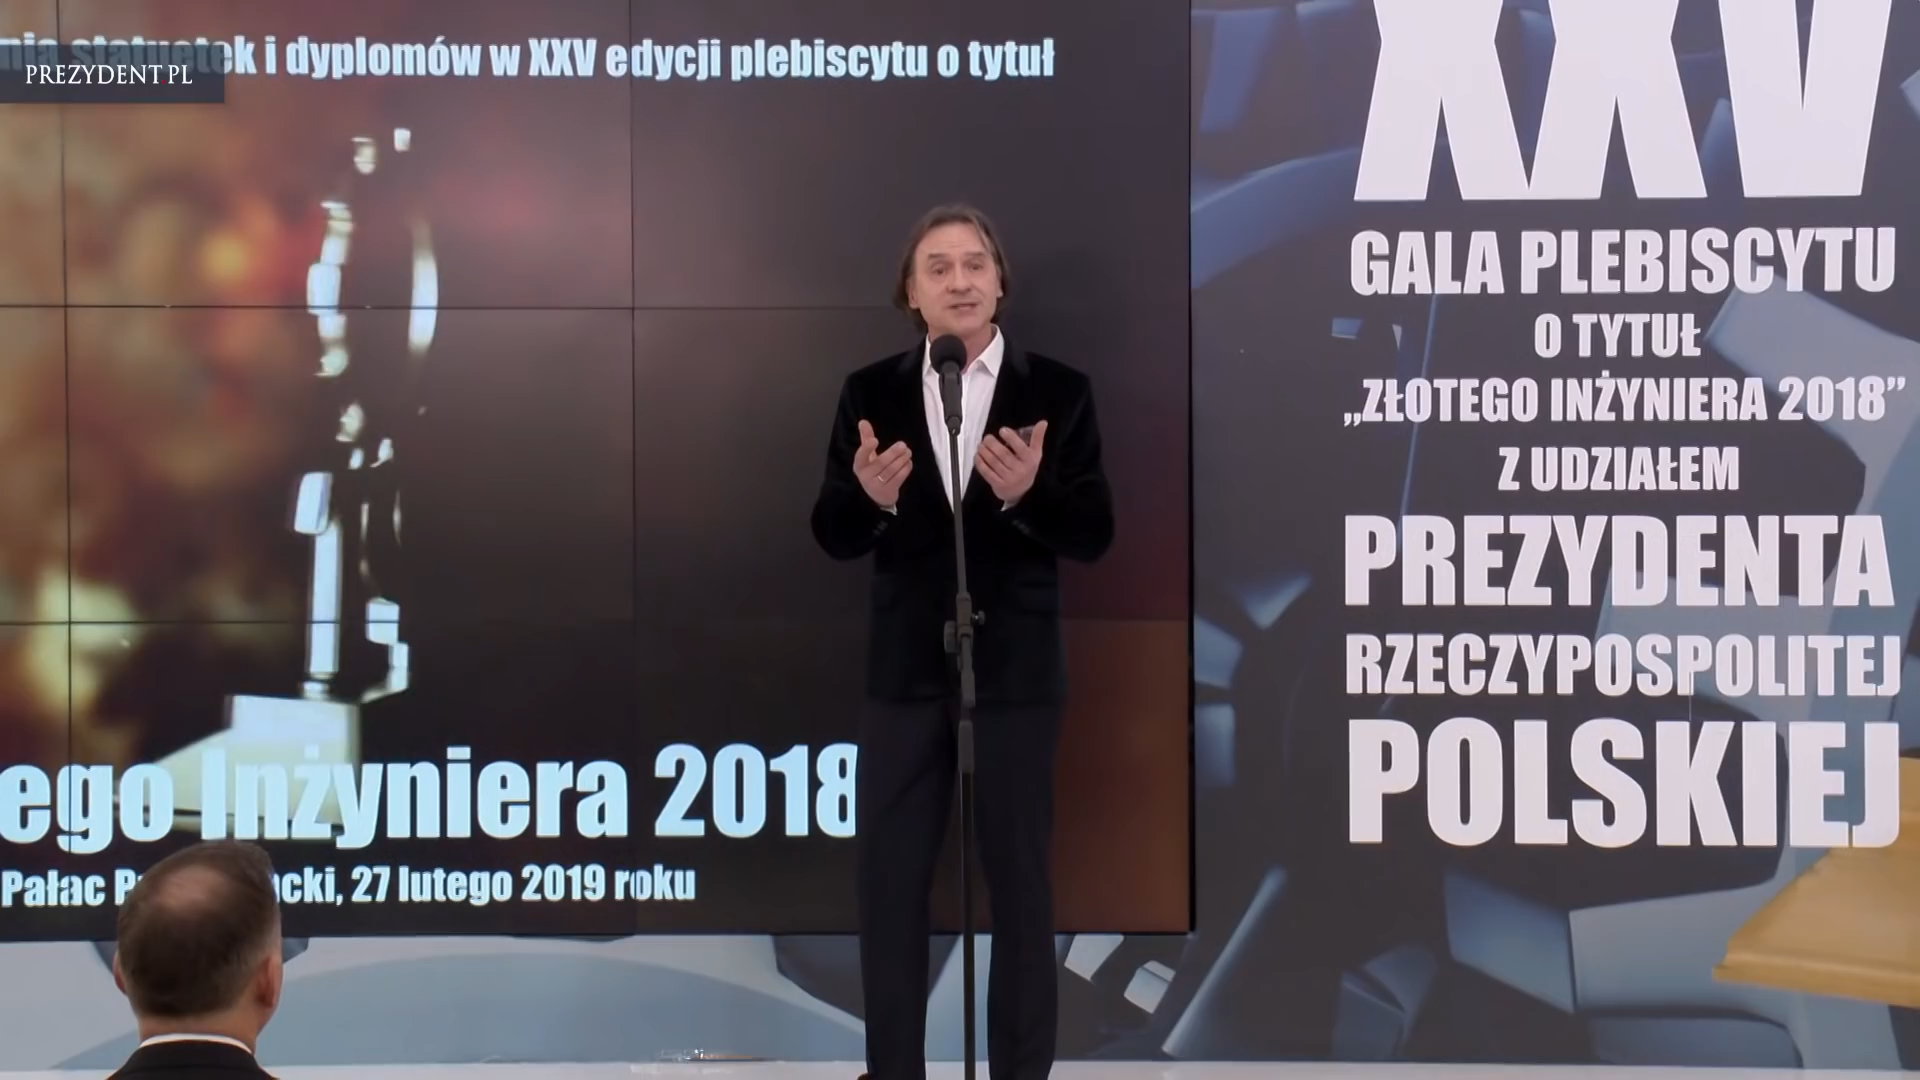 PREZYDENT.PL
i dyplomów w XXV edycji plebiscytu o tytuł
ego Inżyniera 2018
Pałac
cki, 27 lutego 2019 roku
XXV
GALA PLEBISCYTU
O TYTUŁ
„ZŁOTEGO INŻYNIERA 2018”
Z UDZIAŁEM
PREZYDENTA
RZECZYPOSPOLITEJ
POLSKIEJ